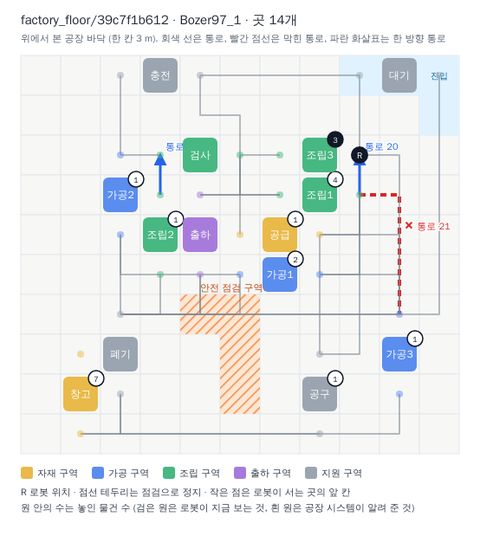 factory_floor/39c7f1b612 · Bozer97_1 · 곳 14개
위에서 본 공장 바닥 (한 칸 3 m). 회색 선은 통로, 빨간 점선은 막힌 통로, 파란 화살표는 한 방향 통로
충전
대기
진입
3
통로
검사
조립3
R
통로 20
1
4
가공2
조립1
1
1
조립2
출하
공급
✕ 통로 21
2
가공1
안전 점검 구역
1
폐기
가공3
7
1
창고
공구
자재 구역
가공 구역
조립 구역
출하 구역
지원 구역
R 로봇 위치 · 점선 테두리는 점검으로 정지 · 작은 점은 로봇이 서는 곳의 앞 칸
원 안의 수는 놓인 물건 수 (검은 원은 로봇이 지금 보는 것, 흰 원은 공장 시스템이 알려 준 것)